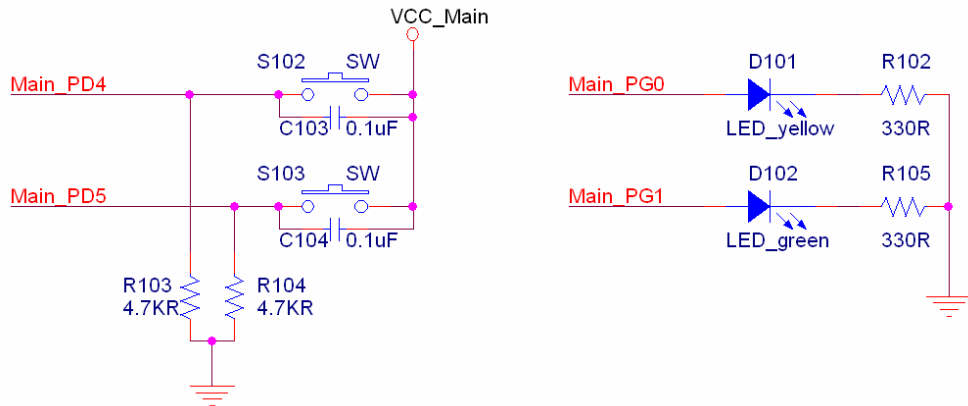 VCC_Main
S102 SW
Main_PD4
C103 0.1uF
S103 SW
Main_PD5
C104 0.1uF
R103
4.7KR
R104
4.7KR
D101
R102
Main_PG0
LED_yellow
330R
D102
R105
Main_PG1
LED_green
330R